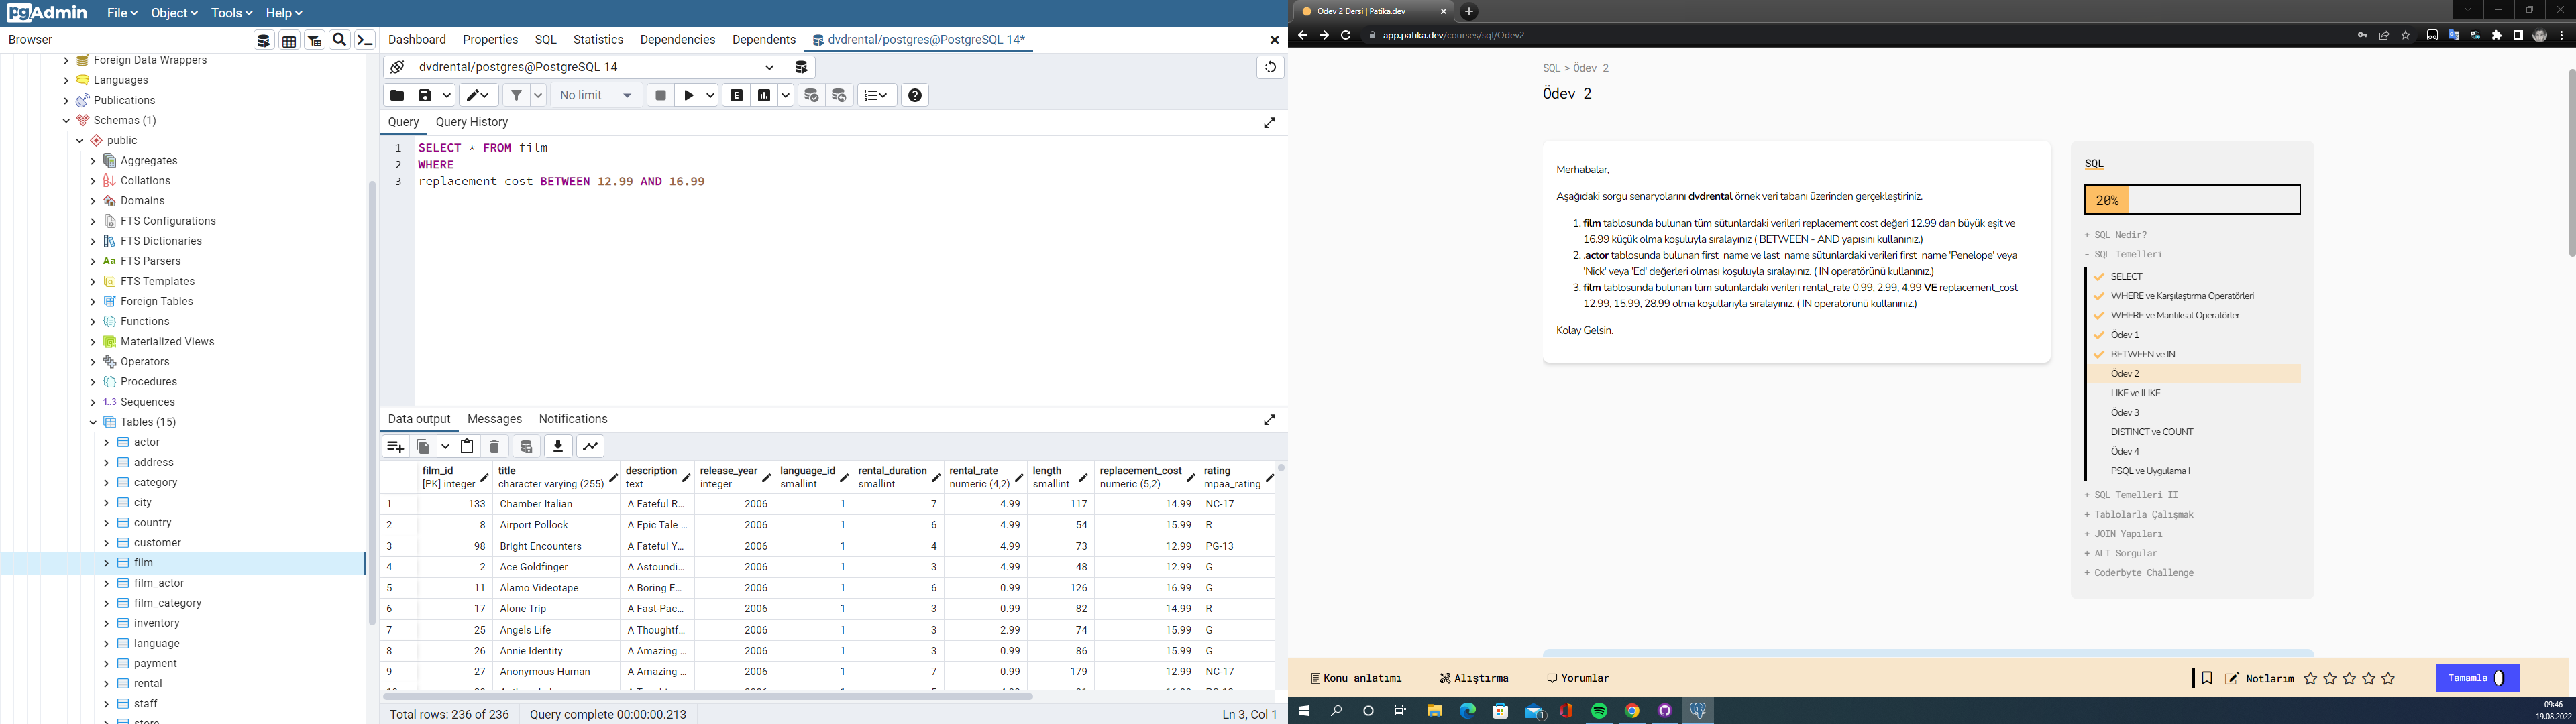 pgAdmin File Object Tools Help
Browser
Foreign Data Wrappers
Languages
Publications
Schemas (1)
public
Aggregates
Collations
Domains
FTS Configurations
FTS Dictionaries
Aa FTS Parsers
FTS Templates
Foreign Tables
Functions
Materialized Views
Operators
Procedures
1..3 Sequences
Tables (15)
actor
address
category
city
country
customer
film
film_actor
film_category
inventory
language
payment
rental
staff
store
Dashboard Properties SQL Statistics Dependencies Dependents dvdrental/postgres@PostgreSQL 14*
dvdrental/postgres@PostgreSQL 14
No limit
Query Query History
1 SELECT * FROM film
2 WHERE
3 replacement_cost BETWEEN 12.99 AND 16.99
Data output Messages Notifications
film_id title description release_year language_id rental_duration rental_rate length replacement_cost rating
[PK] integer character varying (255) text integer smallint smallint numeric (4,2) smallint numeric (5,2) mpaa_rating
1 133 Chamber Italian A Fateful R... 2006 1 7 4.99 117 14.99 NC-17
2 8 Airport Pollock A Epic Tale ... 2006 1 6 4.99 54 15.99 R
3 98 Bright Encounters A Fateful Y... 2006 1 4 4.99 73 12.99 PG-13
4 2 Ace Goldfinger A Astoundi... 2006 1 3 4.99 48 12.99 G
5 11 Alamo Videotape A Boring E... 2006 1 6 0.99 126 16.99 G
6 17 Alone Trip A Fast-Pac... 2006 1 3 0.99 82 14.99 R
7 25 Angels Life A Thoughtf... 2006 1 3 2.99 74 15.99 G
8 26 Annie Identity A Amazing ... 2006 1 3 0.99 86 15.99 G
9 27 Anonymous Human A Amazing ... 2006 1 7 0.99 179 12.99 NC-17
Total rows: 236 of 236 Query complete 00:00:00.213 Ln 3, Col 1
Ödev 2 Dersi | Patika.dev
app.patika.dev/courses/sql/Odev2
SQL > Ödev 2
Ödev 2
Merhabalar,
Aşağıdaki sorgu senaryolarını dvdrental örnek veri tabanı üzerinden gerçekleştiriniz.
1. film tablosunda bulunan tüm sütunlardaki verileri replacement cost değeri 12.99 dan büyük eşit ve
16.99 küçük olma koşuluyla sıralayınız ( BETWEEN - AND yapısını kullanınız.)
2. .actor tablosunda bulunan first_name ve last_name sütunlardaki verileri first_name 'Penelope' veya
'Nick' veya 'Ed' değerleri olması koşuluyla sıralayınız. ( IN operatörünü kullanınız.)
3. film tablosunda bulunan tüm sütunlardaki verileri rental_rate 0.99, 2.99, 4.99 VE replacement_cost
12.99, 15.99, 28.99 olma koşullarıyla sıralayınız. ( IN operatörünü kullanınız.)
Kolay Gelsin.
SQL
20%
+ SQL Nedir?
- SQL Temelleri
SELECT
WHERE ve Karşılaştırma Operatörleri
WHERE ve Mantıksal Operatörler
Ödev 1
BETWEEN ve IN
Ödev 2
LIKE ve ILIKE
Ödev 3
DISTINCT ve COUNT
Ödev 4
PSQL ve Uygulama I
+ SQL Temelleri II
+ Tablolarla Çalışmak
+ JOIN Yapıları
+ ALT Sorgular
+ Coderbyte Challenge
Konu anlatımı Alıştırma Yorumlar Notlarım Tamamla
1
09:46
19.08.2022